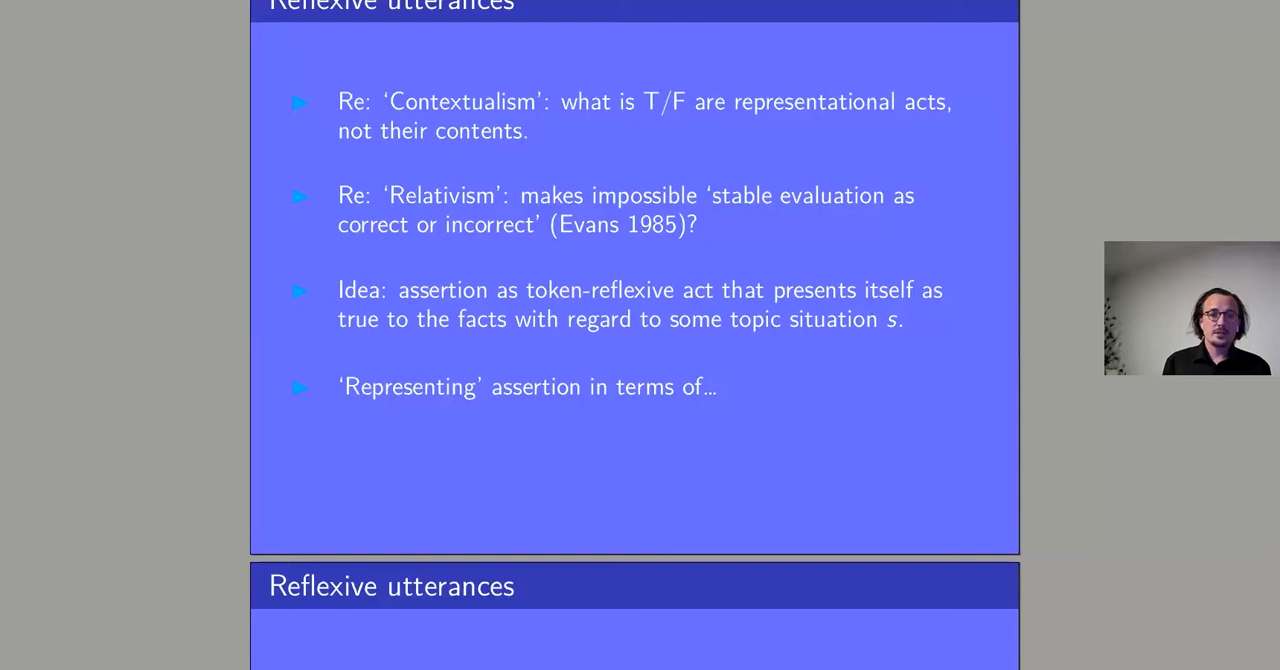 Reflexive utterances
Re: ‘Contextualism’: what is T/F are representational acts,
not their contents.
Re: ‘Relativism’: makes impossible ‘stable evaluation as
correct or incorrect’ (Evans 1985)?
Idea: assertion as token-reflexive act that presents itself as
true to the facts with regard to some topic situation s.
‘Representing’ assertion in terms of...
Reflexive utterances